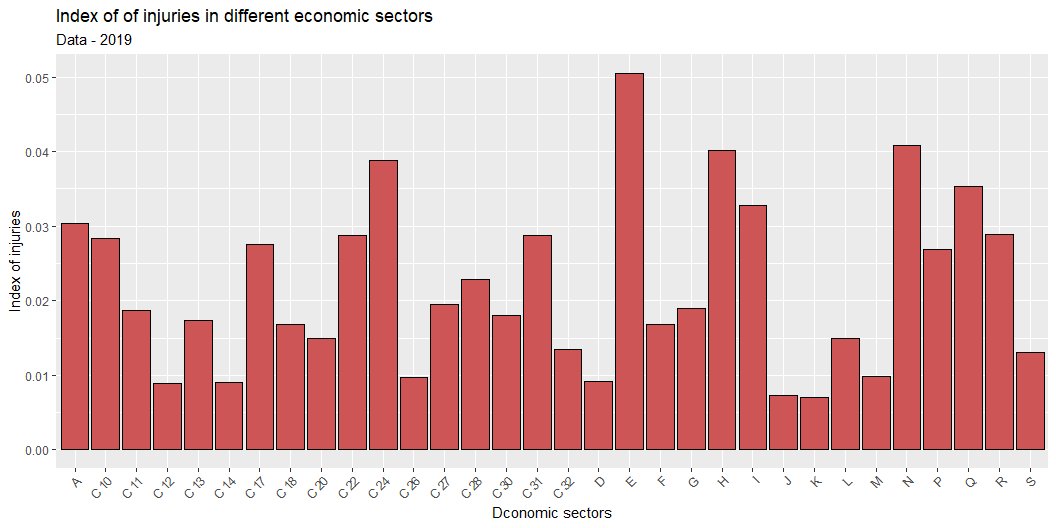 Index of of injuries in different economic sectors
Data - 2019
Index of injuries
0.05
0.04
0.03
0.02
0.01
0.00
A C 10 C 11 C 12 C 13 C 14 C 17 C 18 C 20 C 22 C 24 C 26 C 27 C 28 C 30 C 31 C 32 D E F G H I J K L M N P Q R S
Dconomic sectors